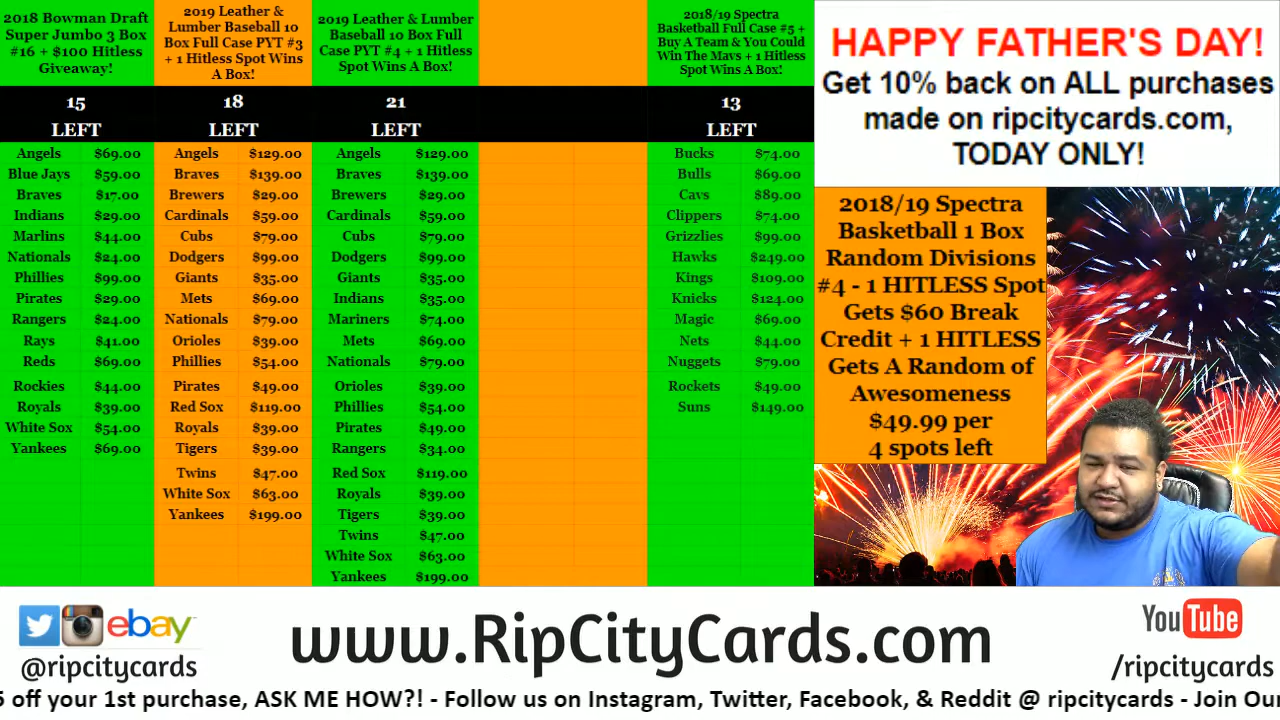 2018 Bowman Draft
Super Jumbo 3 Box
#16 + $100 Hitless
Giveaway!
15
LEFT
Angels $69.00
Blue Jays $59.00
Braves $17.00
Indians $29.00
Marlins $44.00
Nationals $24.00
Phillies $99.00
Pirates $29.00
Rangers $24.00
Rays $41.00
Reds $69.00
Rockies $44.00
Royals $39.00
White Sox $54.00
Yankees $69.00
2019 Leather &
Lumber Baseball 10
Box Full Case PYT #3
+ 1 Hitless Spot Wins
A Box!
18
LEFT
Angels $129.00
Braves $139.00
Brewers $29.00
Cardinals $59.00
Cubs $79.00
Dodgers $99.00
Giants $35.00
Mets $69.00
Nationals $79.00
Orioles $39.00
Phillies $54.00
Pirates $49.00
Red Sox $119.00
Royals $39.00
Tigers $39.00
Twins $47.00
White Sox $63.00
Yankees $199.00
2019 Leather & Lumber
Baseball 10 Box Full
Case PYT #4 + 1 Hitless
Spot Wins A Box!
21
LEFT
Angels $129.00
Braves $139.00
Brewers $29.00
Cardinals $59.00
Cubs $79.00
Dodgers $99.00
Giants $35.00
Indians $35.00
Mariners $74.00
Mets $69.00
Nationals $79.00
Orioles $39.00
Phillies $54.00
Pirates $49.00
Rangers $34.00
Red Sox $119.00
Royals $39.00
Tigers $39.00
Twins $47.00
White Sox $63.00
Yankees $199.00
2018/19 Spectra
Basketball Full Case #5 +
Buy A Team & You Could
Win The Mavs + 1 Hitless
Spot Wins A Box!
13
LEFT
Bucks $74.00
Bulls $69.00
Cavs $89.00
Clippers $74.00
Grizzlies $99.00
Hawks $249.00
Kings $109.00
Knicks $124.00
Magic $69.00
Nets $44.00
Nuggets $79.00
Rockets $49.00
Suns $149.00
HAPPY FATHER'S DAY!
Get 10% back on ALL purchases
made on ripcitycards.com,
TODAY ONLY!
2018/19 Spectra
Basketball 1 Box
Random Divisions
#4 - 1 HITLESS Spot
Gets $60 Break
Credit + 1 HITLESS
Gets A Random of
Awesomeness
$49.99 per
4 spots left
ebay
@ripcitycards
www.RipCityCards.com
YouTube
/ripcitycards
5 off your 1st purchase, ASK ME HOW?! - Follow us on Instagram, Twitter, Facebook, & Reddit @ ripcitycards - Join Our